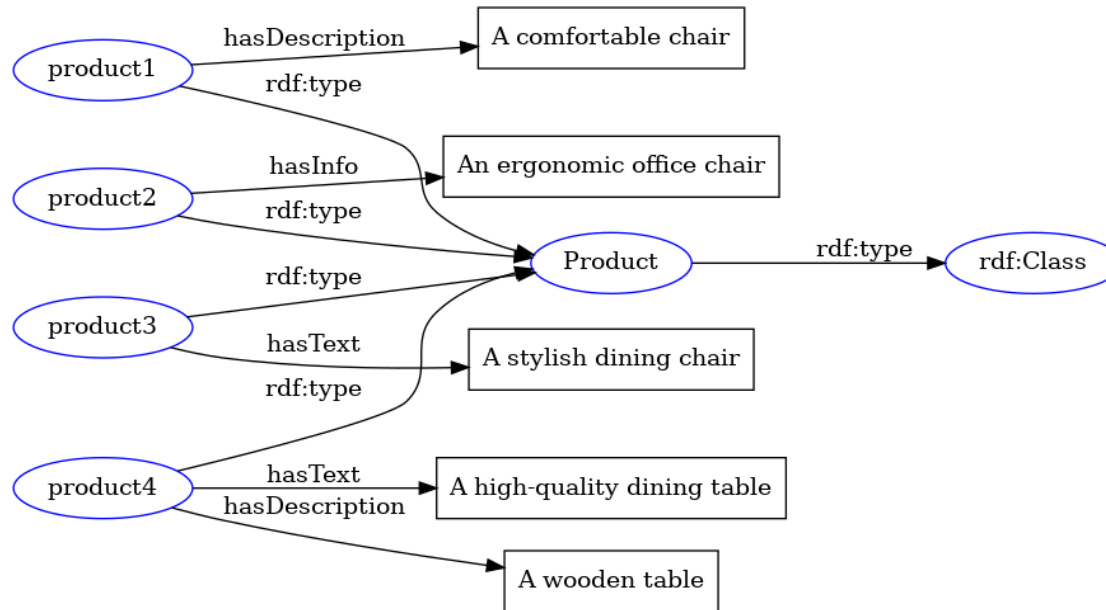 hasDescription
A comfortable chair
product1
rdf:type
An ergonomic office chair
hasInfo
product2
rdf:type
Product
rdf:type
rdf:Class
rdf:type
product3
hasText
A stylish dining chair
rdf:type
product4
hasText
A high-quality dining table
hasDescription
A wooden table